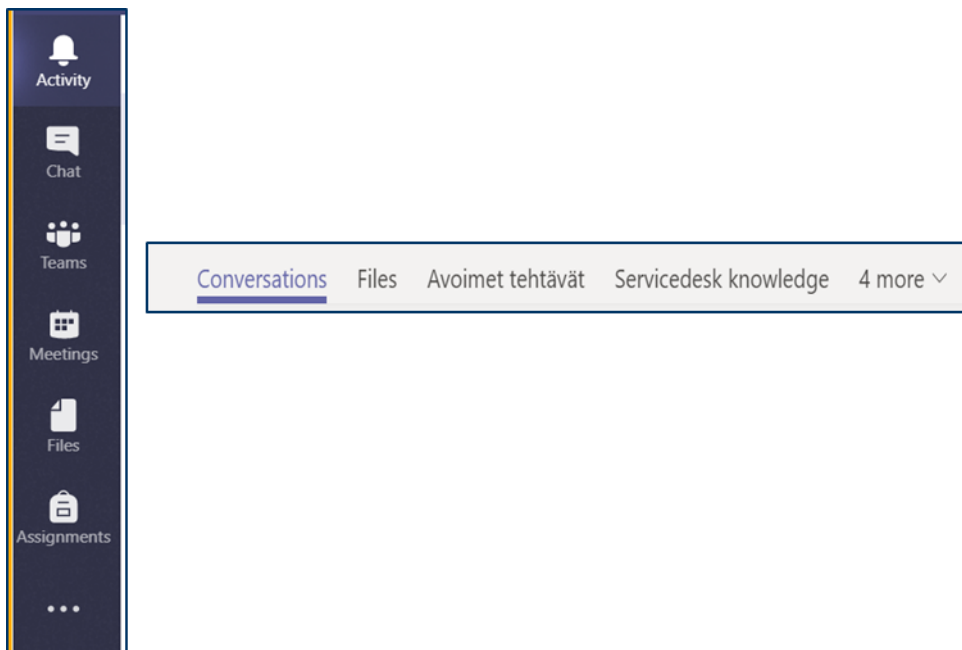 Activity
Chat
Teams
Meetings
Files
Assignments
Conversations Files Avoimet tehtävät Servicedesk knowledge 4 more